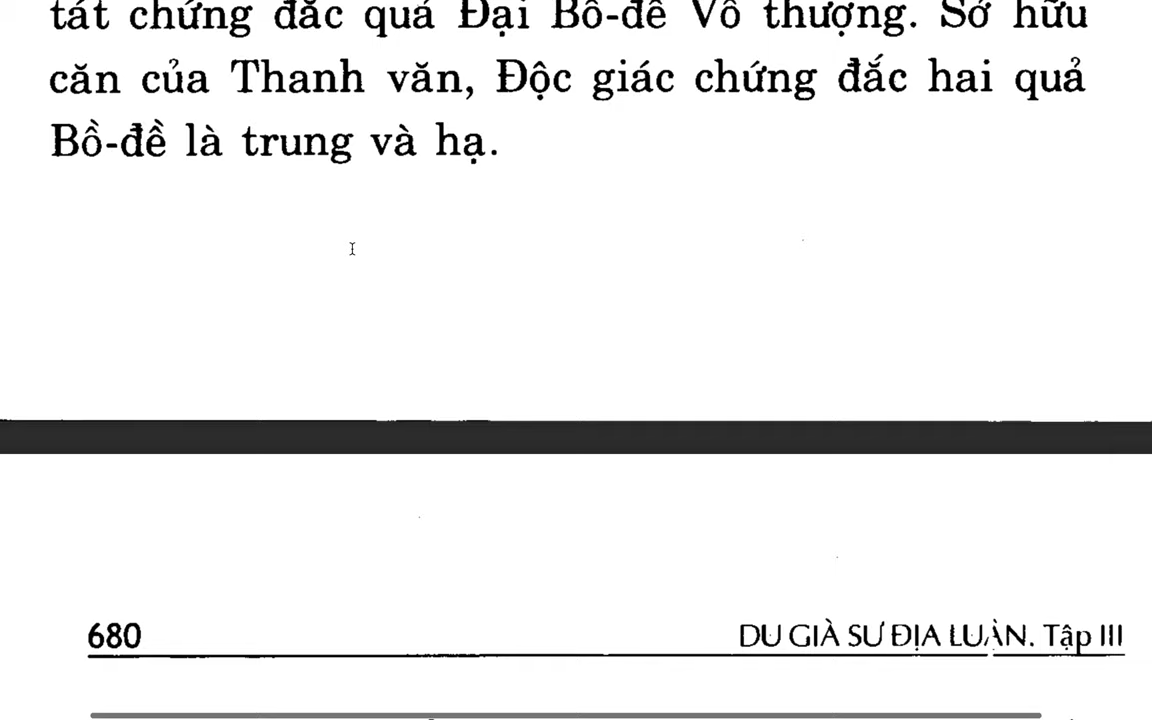 tát chứng đắc quả Đại Bồ-đề Vô thượng. Sở hữu
căn của Thanh văn, Độc giác chứng đắc hai quả
Bồ-đề là trung và hạ.
680 DU GIÀ SƯ ĐỊA LUẬN. Tập III